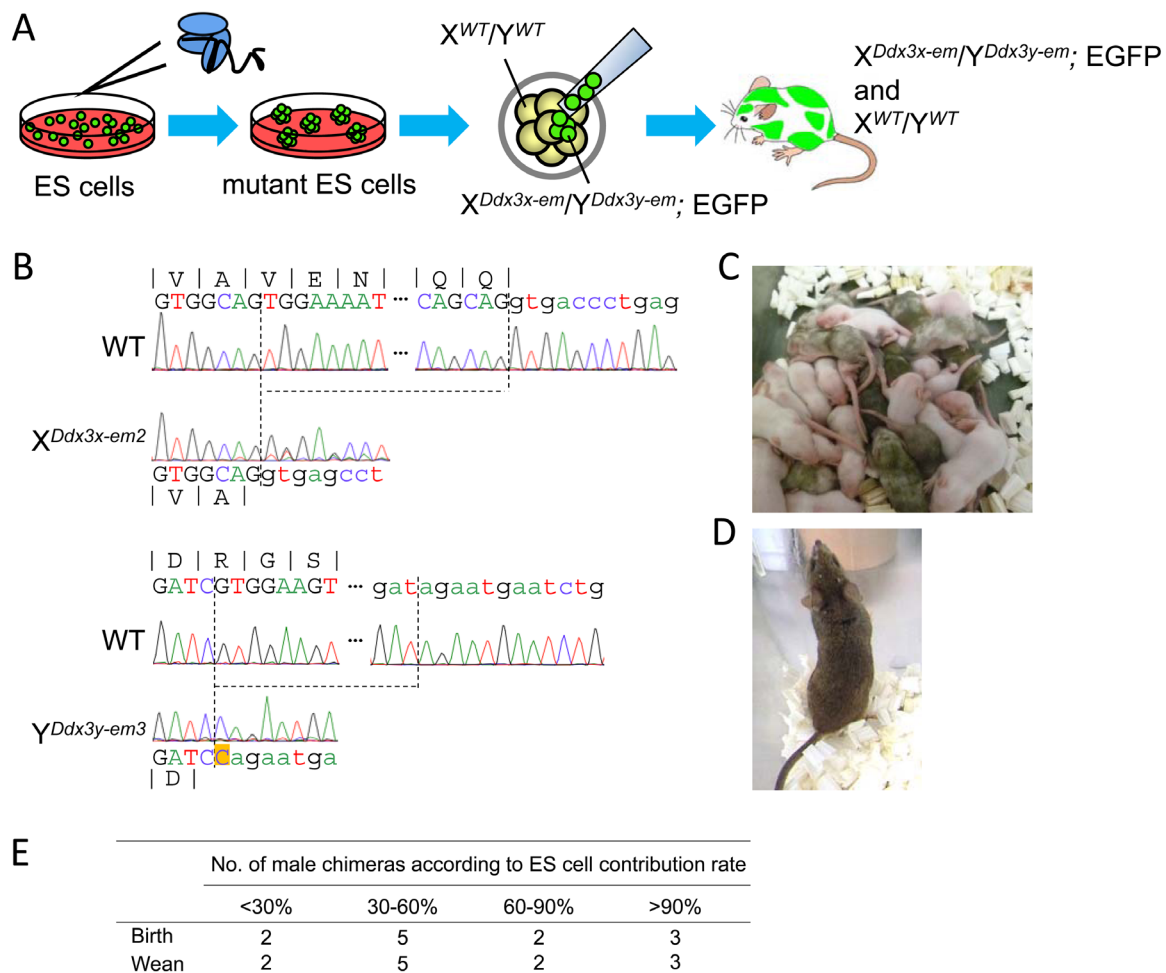 A
X^WT/Y^WT
X^Ddx3x-em/Y^Ddx3y-em; EGFP
and
X^WT/Y^WT
ES cells
mutant ES cells
X^Ddx3x-em/Y^Ddx3y-em; EGFP
B
| V | A | V | E | N | Q | Q |
GTGGCAGTGGAAAAT ··· CAGCAGgtgaccctgag
WT
···
X^Ddx3x-em2
GTGGCAGgtgagcct
| V | A |
| D | R | G | S |
GATCGTGGAAGT ··· gatagaatgaatctg
WT
···
Y^Ddx3y-em3
GATCCagaatga
| D |
C
D
E
No. of male chimeras according to ES cell contribution rate
<30% 30-60% 60-90% >90%
Birth 2 5 2 3
Wean 2 5 2 3